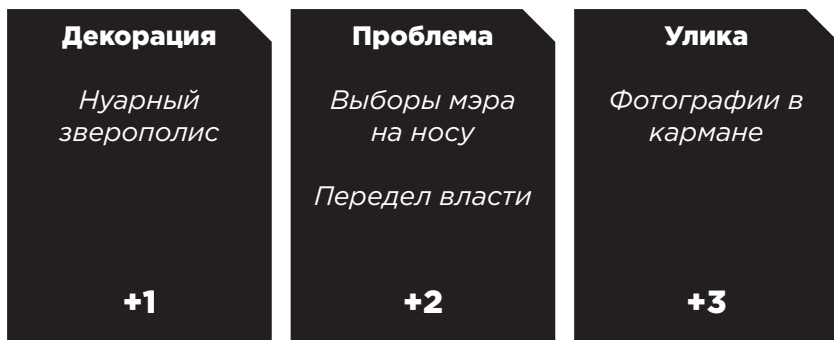 Декорация
Нуарный
зверополис
+1
Проблема
Выборы мэра
на носу
Передел власти
+2
Улика
Фотографии в
кармане
+3